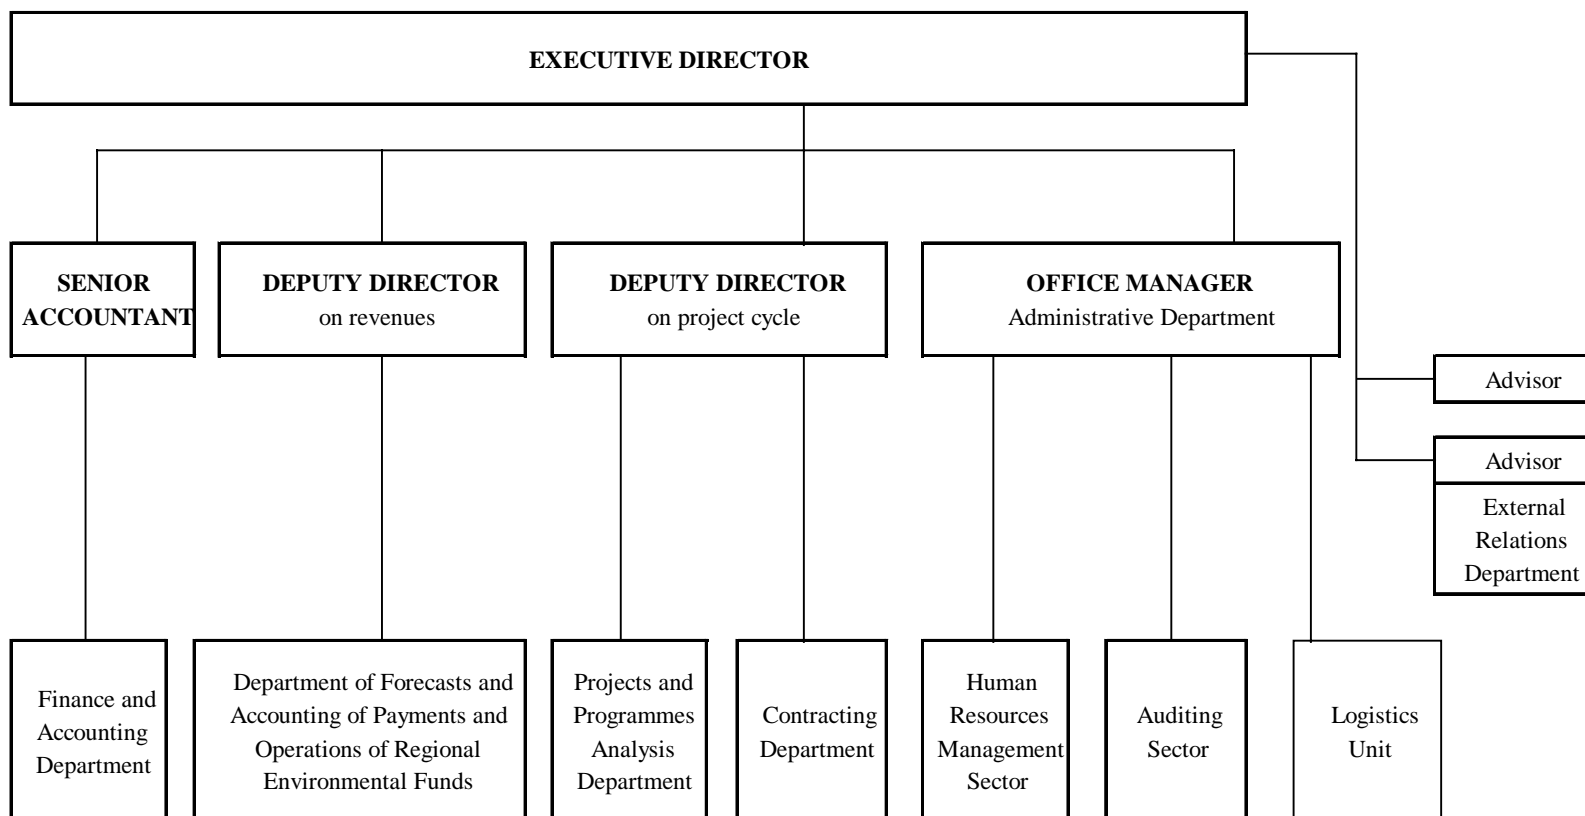 EXECUTIVE DIRECTOR
SENIOR
ACCOUNTANT
DEPUTY DIRECTOR
on revenues
DEPUTY DIRECTOR
on project cycle
OFFICE MANAGER
Administrative Department
Advisor
Advisor
External
Relations
Department
Finance and
Accounting
Department
Department of Forecasts and
Accounting of Payments and
Operations of Regional
Environmental Funds
Projects and
Programmes
Analysis
Department
Contracting
Department
Human
Resources
Management
Sector
Auditing
Sector
Logistics
Unit